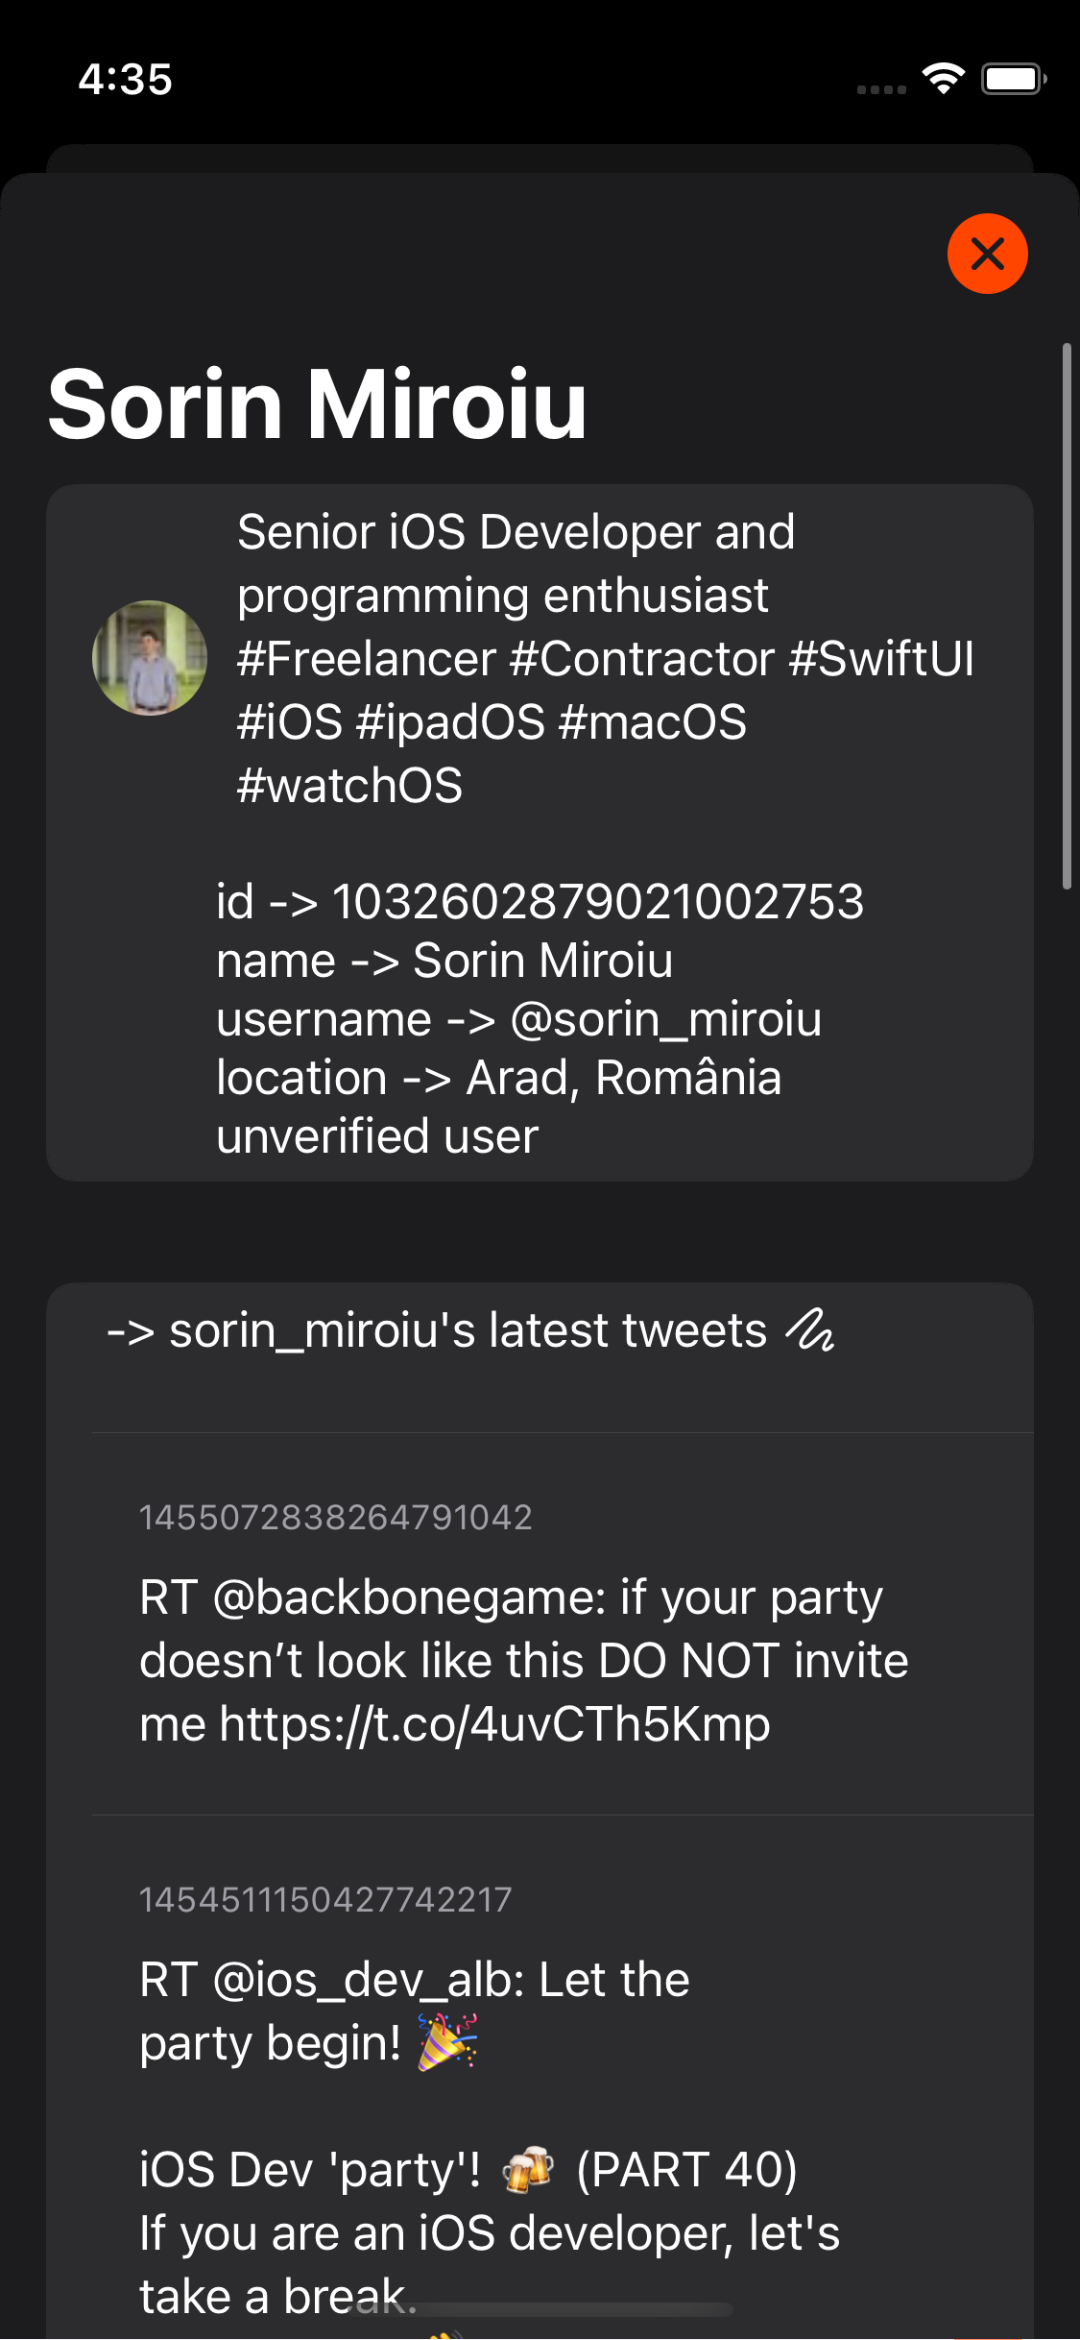 4:35
Sorin Miroiu
Senior iOS Developer and
programming enthusiast
#Freelancer #Contractor #SwiftUI
#iOS #ipadOS #macOS
#watchOS
id -> 1032602879021002753
name -> Sorin Miroiu
username -> @sorin_miroiu
location -> Arad, România
unverified user
-> sorin_miroiu's latest tweets
1455072838264791042
RT @backbonegame: if your party
doesn’t look like this DO NOT invite
me https://t.co/4uvCTh5Kmp
1454511150427742217
RT @ios_dev_alb: Let the
party begin! 🎉
iOS Dev 'party'! 🍻 (PART 40)
If you are an iOS developer, let's
take a break.